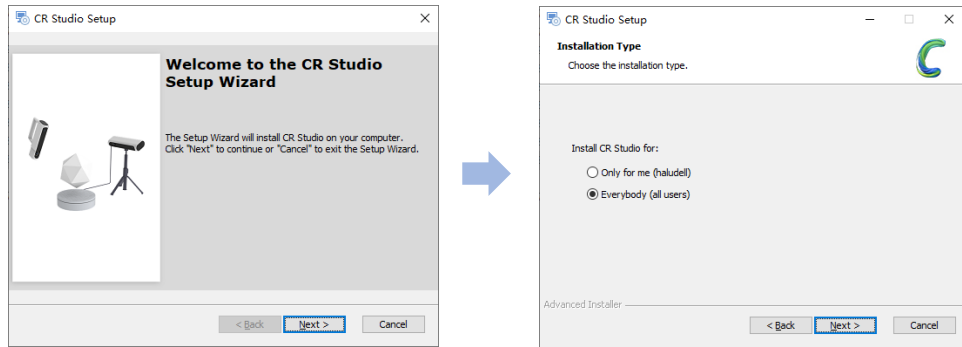 CR Studio Setup
Welcome to the CR Studio
Setup Wizard
The Setup Wizard will install CR Studio on your computer.
Click "Next" to continue or "Cancel" to exit the Setup Wizard.
< Back
Next >
Cancel
CR Studio Setup
Installation Type
Choose the installation type.
Install CR Studio for:
Only for me (haludell)
Everybody (all users)
Advanced Installer
< Back
Next >
Cancel